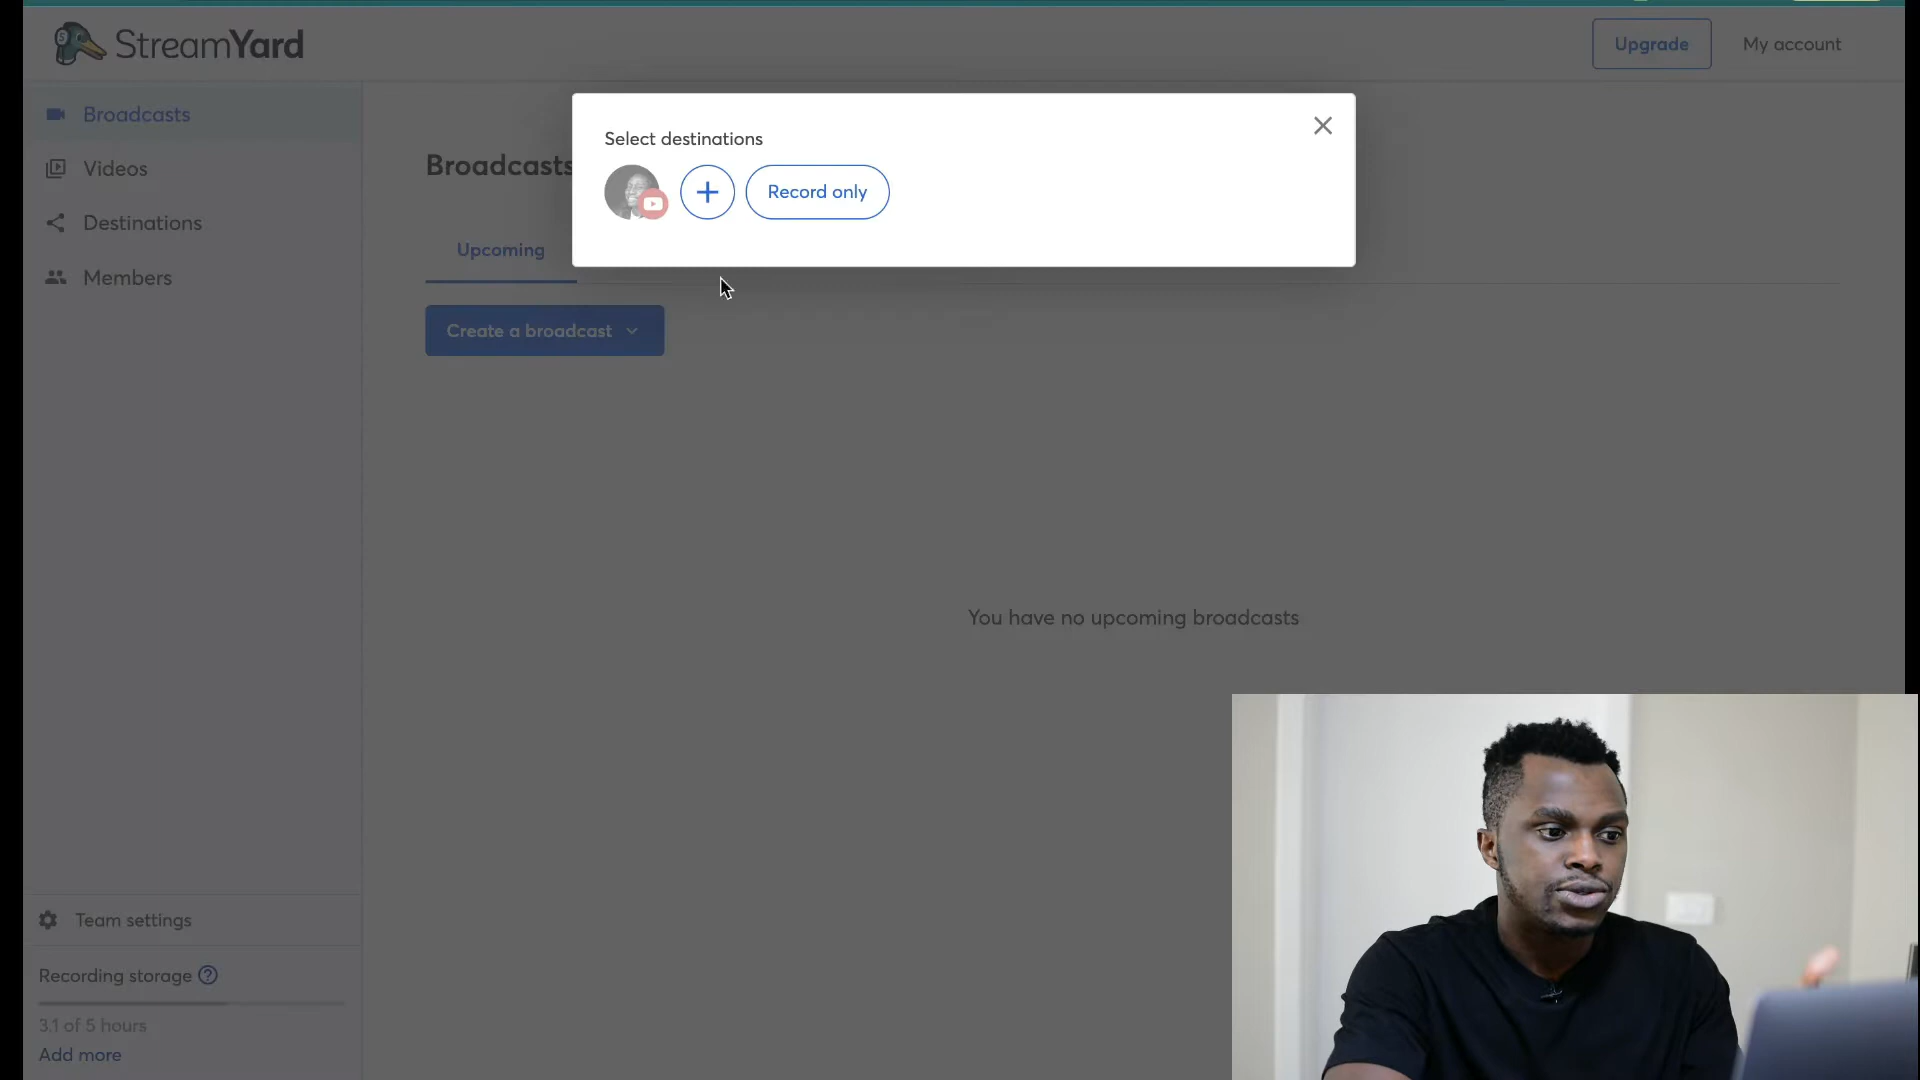 StreamYard
Upgrade
My account
Broadcasts
Videos
Destinations
Members
Select destinations
Record only
Broadcasts
Upcoming
Create a broadcast
You have no upcoming broadcasts
Team settings
Recording storage ?
3.1 of 5 hours
Add more